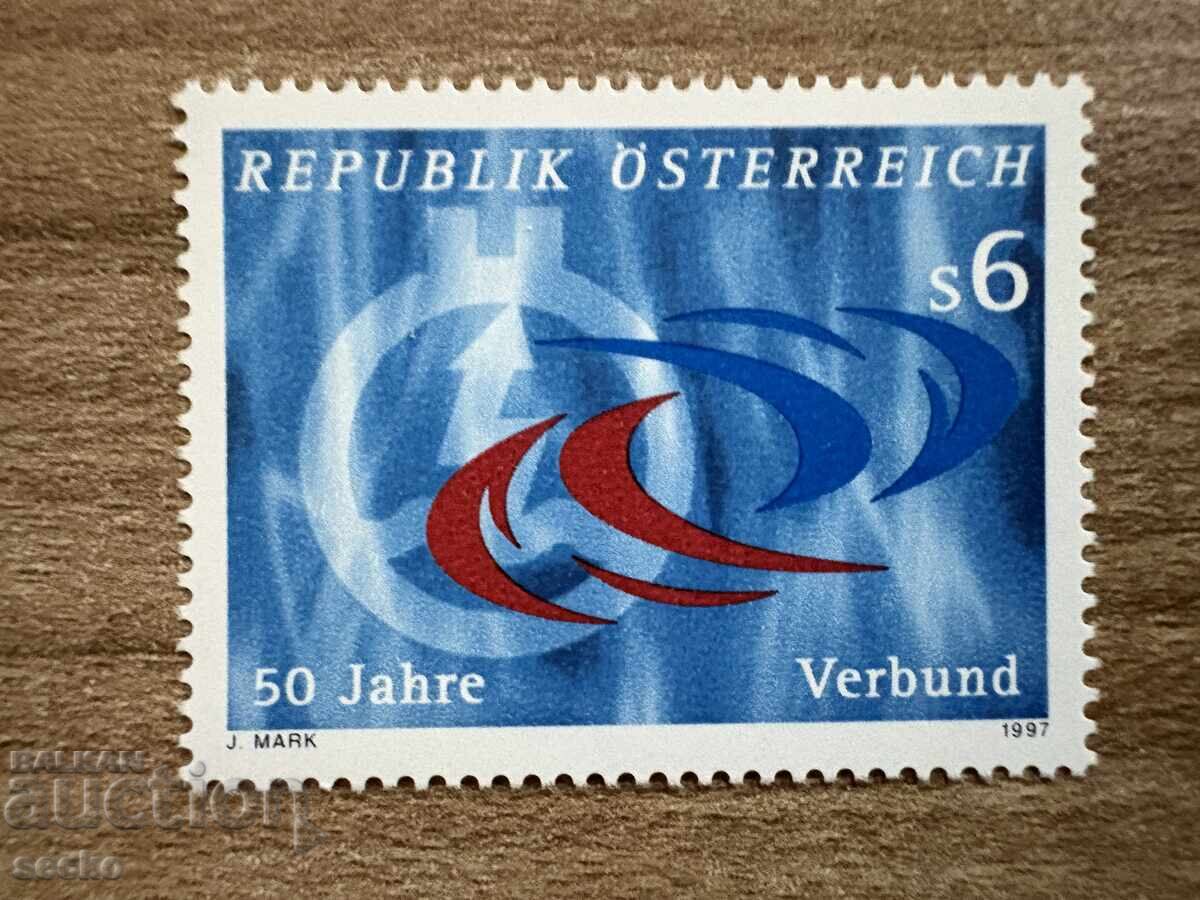 REPUBLIK ÖSTERREICH
s6
50 Jahre Verbund
J. MARK 1997
BALKAN
auction
secko